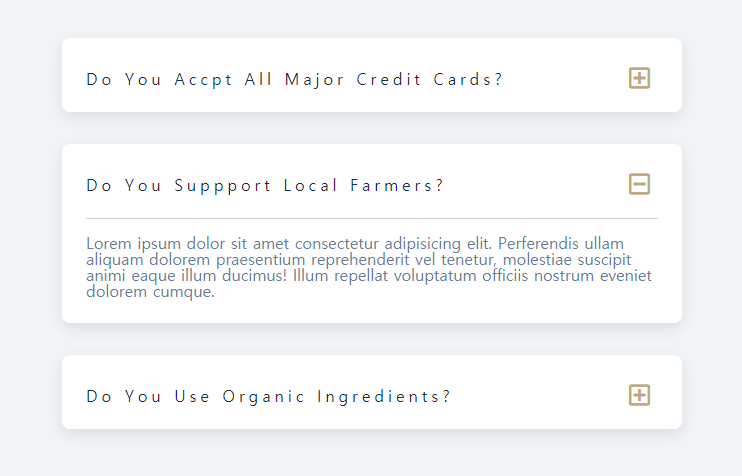 Do You Accpt All Major Credit Cards?
Do You Suppport Local Farmers?
Lorem ipsum dolor sit amet consectetur adipisicing elit. Perferendis ullam
aliquam dolorem praesentium reprehenderit vel tenetur, molestiae suscipit
animi eaque illum ducimus! Illum repellat voluptatum officiis nostrum eveniet
dolorem cumque.
Do You Use Organic Ingredients?